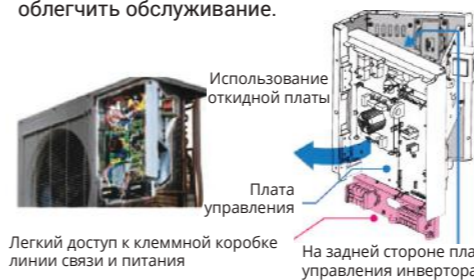 облегчить обслуживание.
Использование
откидной платы
Плата
управления
Легкий доступ к клеммной коробке
линии связи и питания
На задней стороне
управления инвертора